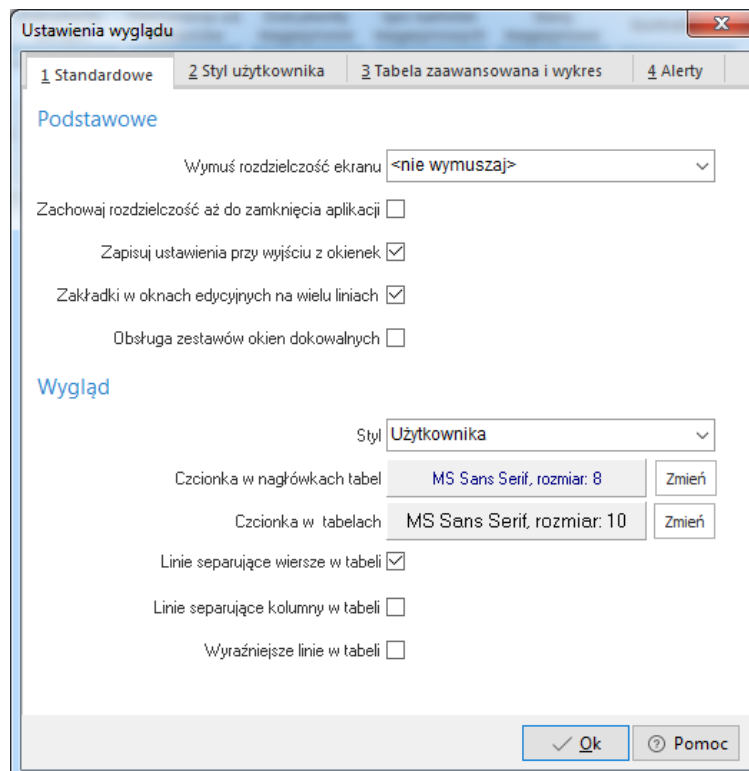 Ustawienia wyglądu
1 Standardowe 2 Styl użytkownika 3 Tabela zaawansowana i wykres 4 Alerty
Podstawowe
Wymuś rozdzielczość ekranu <nie wymuszaj>
Zachowaj rozdzielczość aż do zamknięcia aplikacji
Zapisuj ustawienia przy wyjściu z okienek
Zakładki w oknach edycyjnych na wielu liniach
Obsługa zestawów okien dokowalnych
Wygląd
Styl Użytkownika
Czcionka w nagłówkach tabel MS Sans Serif, rozmiar: 8 Zmień
Czcionka w tabelach MS Sans Serif, rozmiar: 10 Zmień
Linie separujące wiersze w tabeli
Linie separujące kolumny w tabeli
Wyraźniejsze linie w tabeli
Ok Pomoc